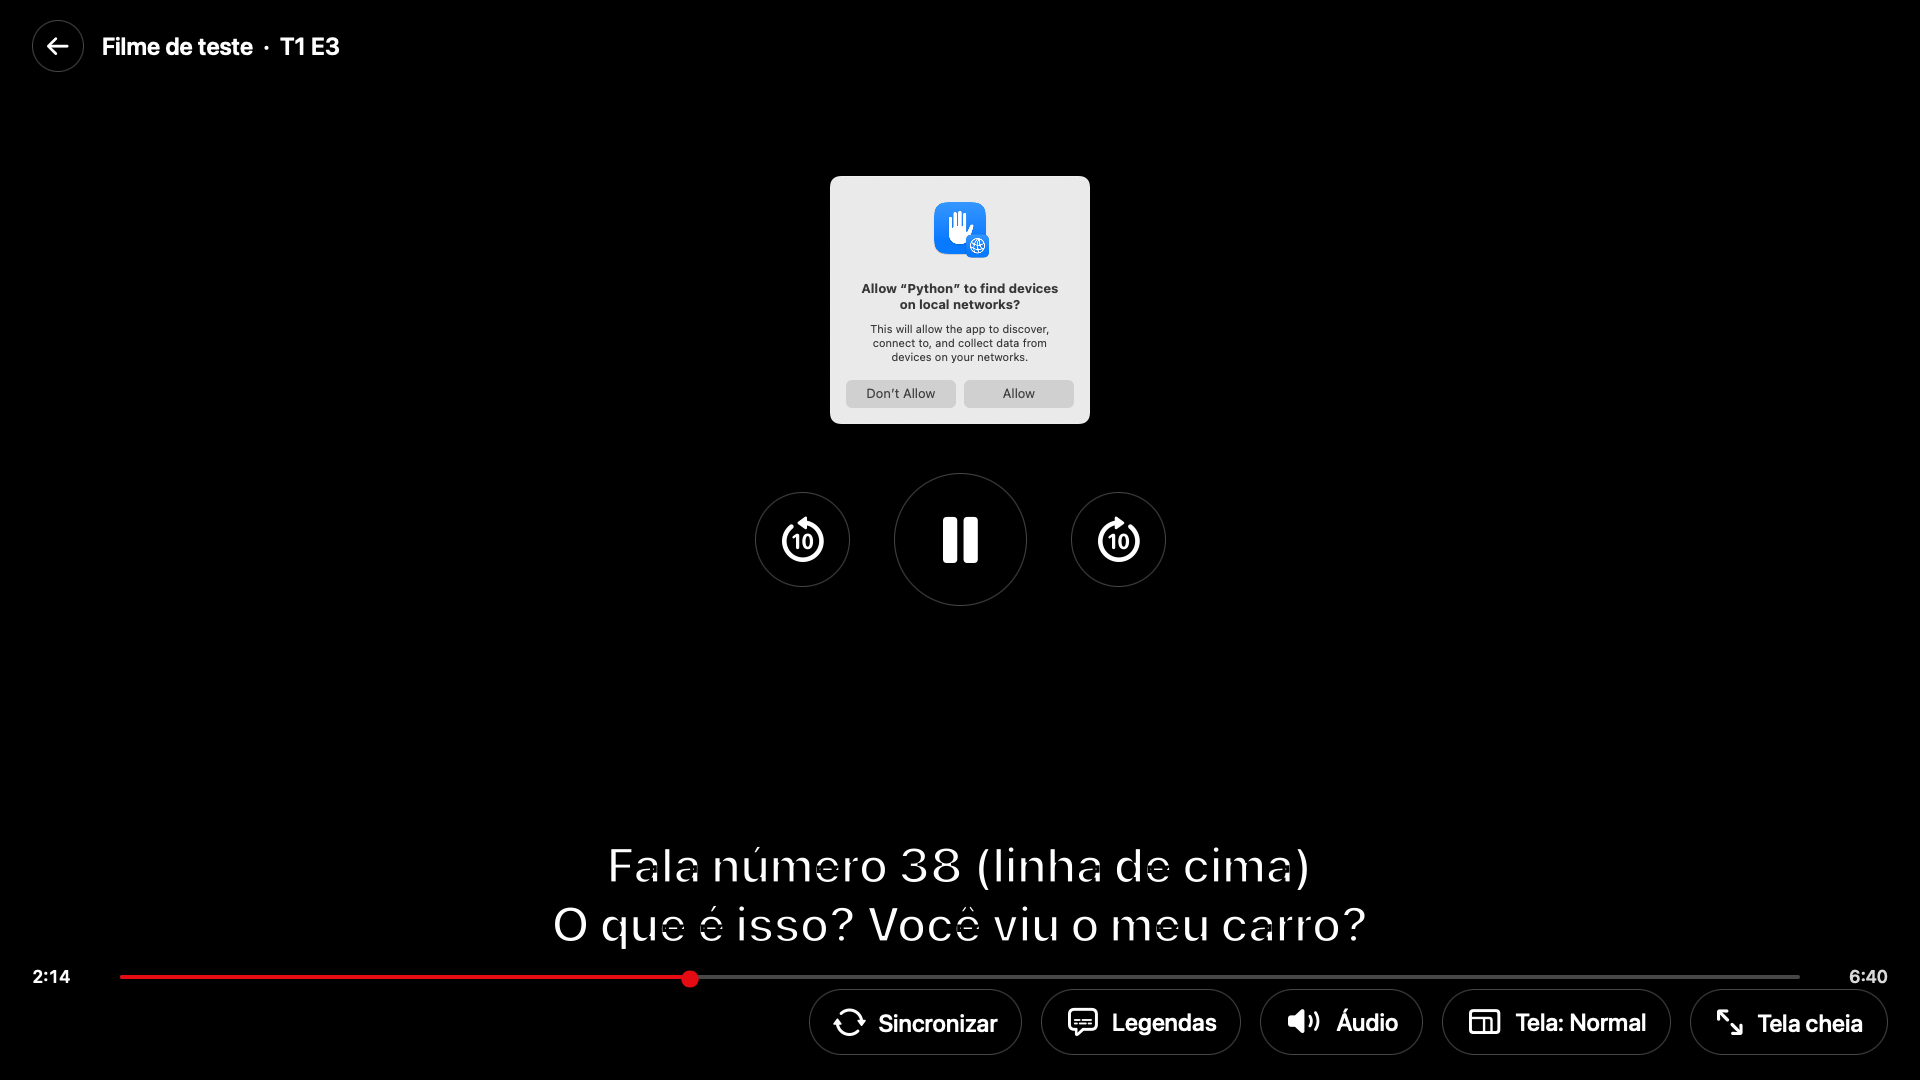 Filme de teste · T1 E3
Allow “Python” to find devices
on local networks?
This will allow the app to discover,
connect to, and collect data from
devices on your networks.
Don’t Allow
Allow
10
10
Fala número 38 (linha de cima)
O que é isso? Você viu o meu carro?
2:14
6:40
Sincronizar
Legendas
Áudio
Tela: Normal
Tela cheia